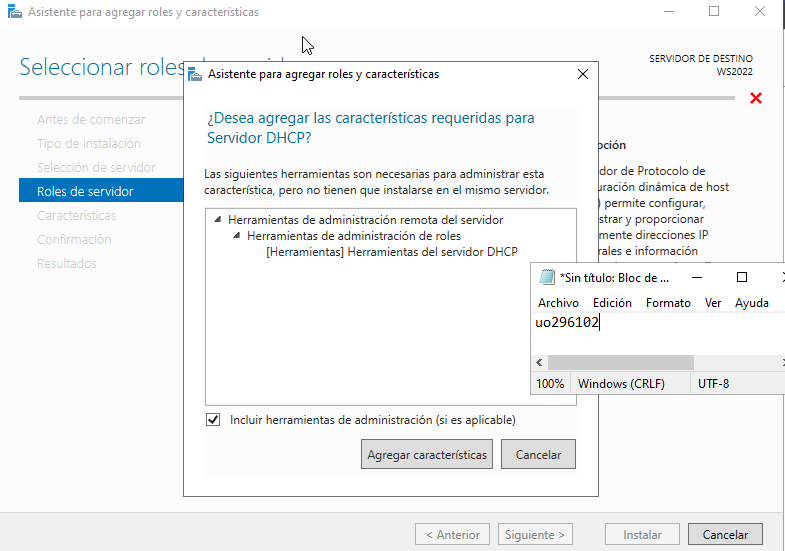 Asistente para agregar roles y características
Seleccionar roles
SERVIDOR DE DESTINO
WS2022
Antes de comenzar
Tipo de instalación
Selección de servidor
Roles de servidor
Características
Confirmación
Resultados
Asistente para agregar roles y características
¿Desea agregar las características requeridas para
Servidor DHCP?
Las siguientes herramientas son necesarias para administrar esta
característica, pero no tienen que instalarse en el mismo servidor.
Herramientas de administración remota del servidor
Herramientas de administración de roles
[Herramientas] Herramientas del servidor DHCP
Incluir herramientas de administración (si es aplicable)
Agregar características
Cancelar
pción
dor de Protocolo de
uración dinámica de host
) permite configurar,
strar y proporcionar
mente direcciones IP
rales e información
*Sin título: Bloc de ...
Archivo Edición Formato Ver Ayuda
uo296102
100% Windows (CRLF) UTF-8
< Anterior
Siguiente >
Instalar
Cancelar